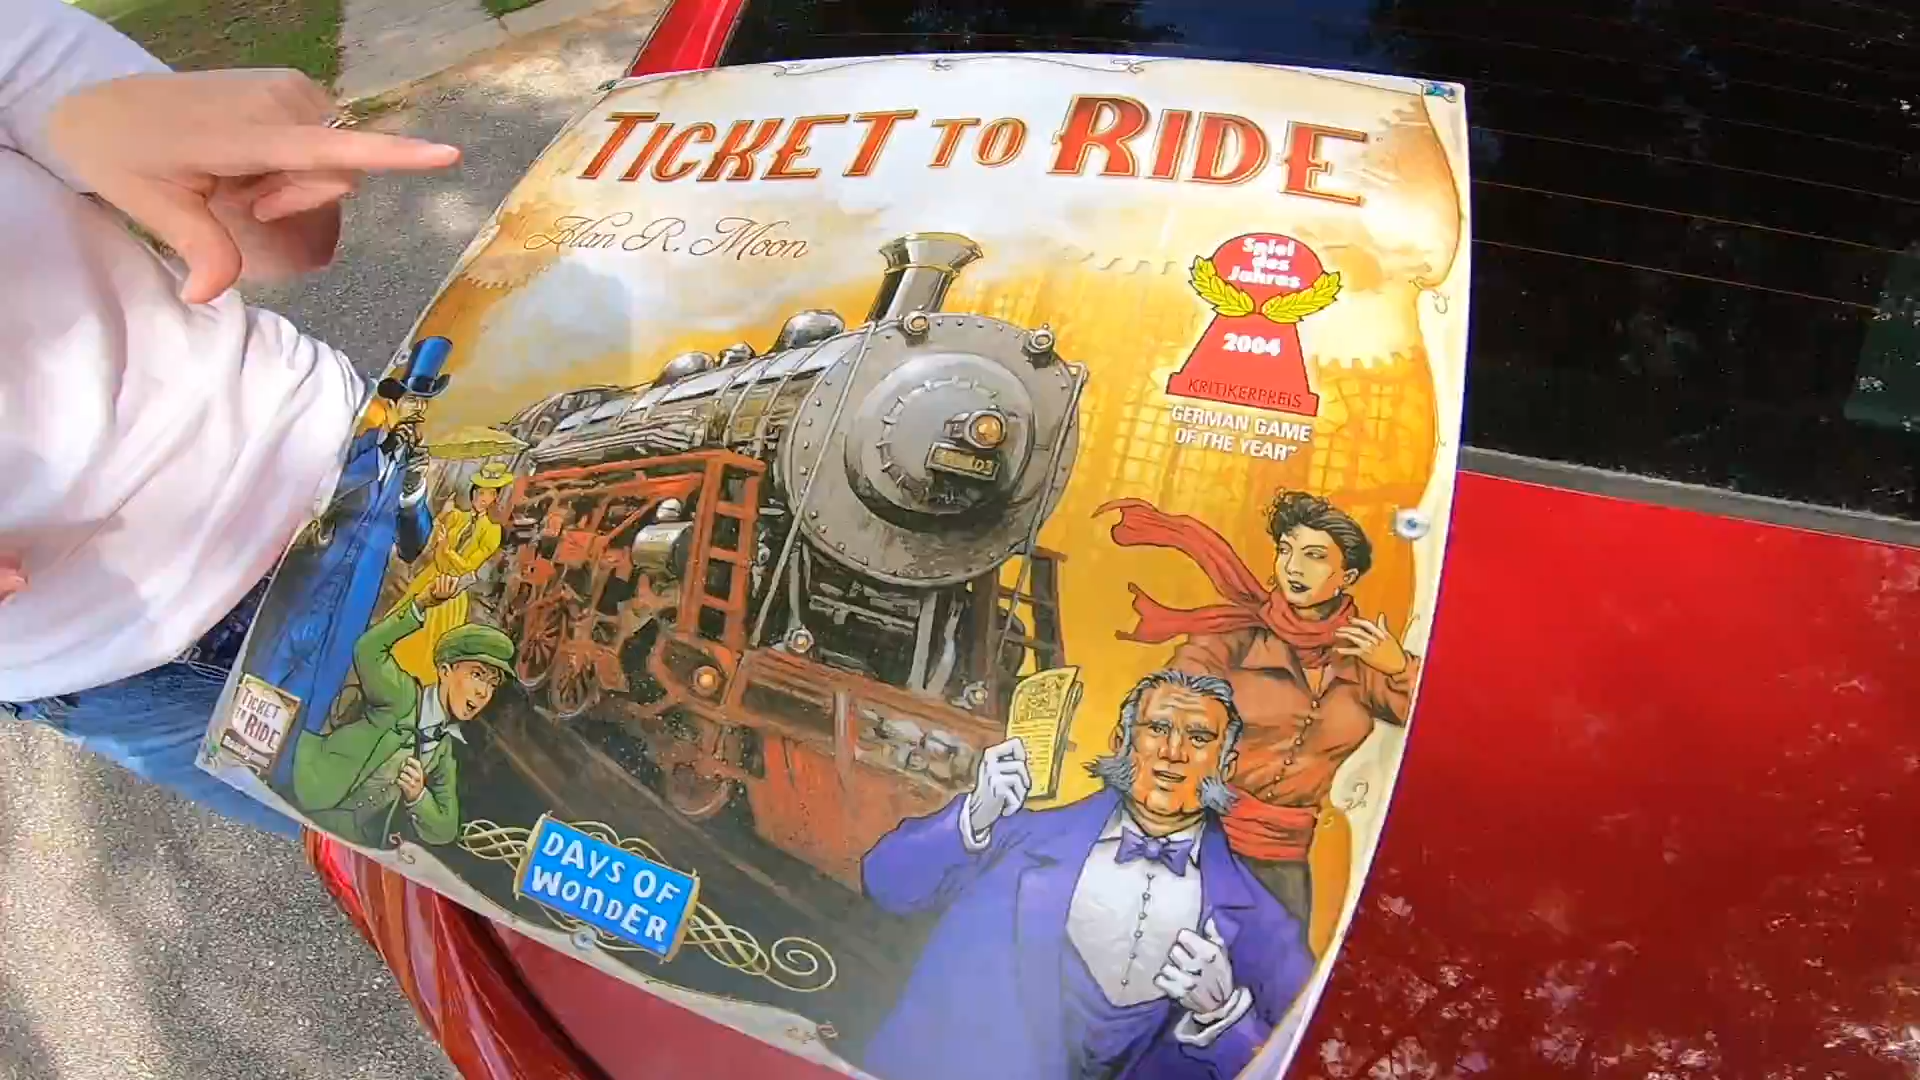 TICKET TO RIDE
Alan R. Moon
Spiel
des
Jahres
2004
KRITIKERPREIS
GERMAN GAME
OF THE YEAR™
TICKET
TO RIDE
DAYS OF
WONDER